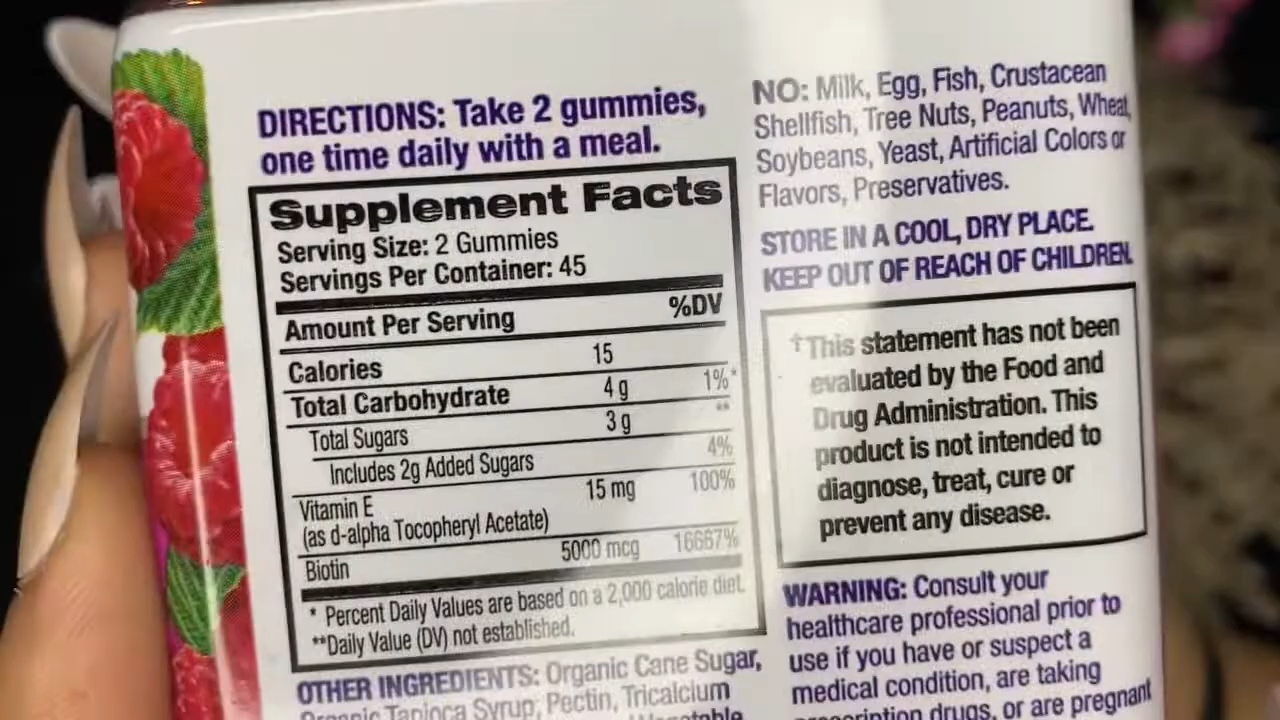 DIRECTIONS: Take 2 gummies,
one time daily with a meal.
Supplement Facts
Serving Size: 2 Gummies
Servings Per Container: 45
Amount Per Serving %DV
Calories 15
Total Carbohydrate 4 g 1%*
Total Sugars 3 g **
Includes 2g Added Sugars 4%
Vitamin E 15 mg 100%
(as d-alpha Tocopheryl Acetate)
Biotin 5000 mcg 16667%
* Percent Daily Values are based on a 2,000 calorie diet.
**Daily Value (DV) not established.
OTHER INGREDIENTS: Organic Cane Sugar,
Organic Tapioca Syrup, Pectin, Tricalcium
NO: Milk, Egg, Fish, Crustacean
Shellfish, Tree Nuts, Peanuts, Wheat,
Soybeans, Yeast, Artificial Colors or
Flavors, Preservatives.
STORE IN A COOL, DRY PLACE.
KEEP OUT OF REACH OF CHILDREN.
†This statement has not been
evaluated by the Food and
Drug Administration. This
product is not intended to
diagnose, treat, cure or
prevent any disease.
WARNING: Consult your
healthcare professional prior to
use if you have or suspect a
medical condition, are taking
prescription drugs, or are pregnant